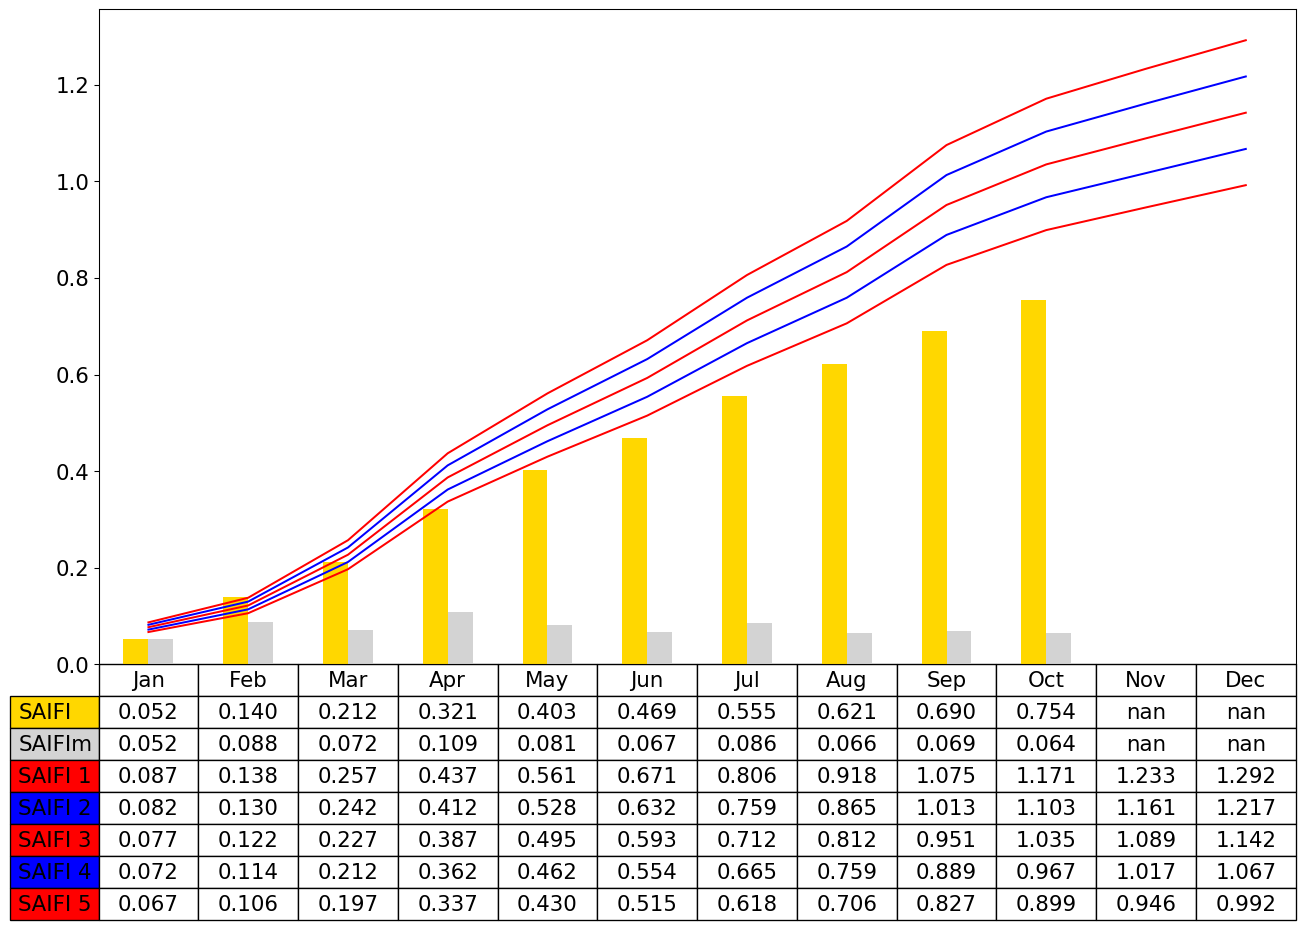 1.2
1.0
0.8
0.6
0.4
0.2
0.0
Jan Feb Mar Apr May Jun Jul Aug Sep Oct Nov Dec
SAIFI 0.052 0.140 0.212 0.321 0.403 0.469 0.555 0.621 0.690 0.754 nan nan
SAIFIm 0.052 0.088 0.072 0.109 0.081 0.067 0.086 0.066 0.069 0.064 nan nan
SAIFI 1 0.087 0.138 0.257 0.437 0.561 0.671 0.806 0.918 1.075 1.171 1.233 1.292
SAIFI 2 0.082 0.130 0.242 0.412 0.528 0.632 0.759 0.865 1.013 1.103 1.161 1.217
SAIFI 3 0.077 0.122 0.227 0.387 0.495 0.593 0.712 0.812 0.951 1.035 1.089 1.142
SAIFI 4 0.072 0.114 0.212 0.362 0.462 0.554 0.665 0.759 0.889 0.967 1.017 1.067
SAIFI 5 0.067 0.106 0.197 0.337 0.430 0.515 0.618 0.706 0.827 0.899 0.946 0.992